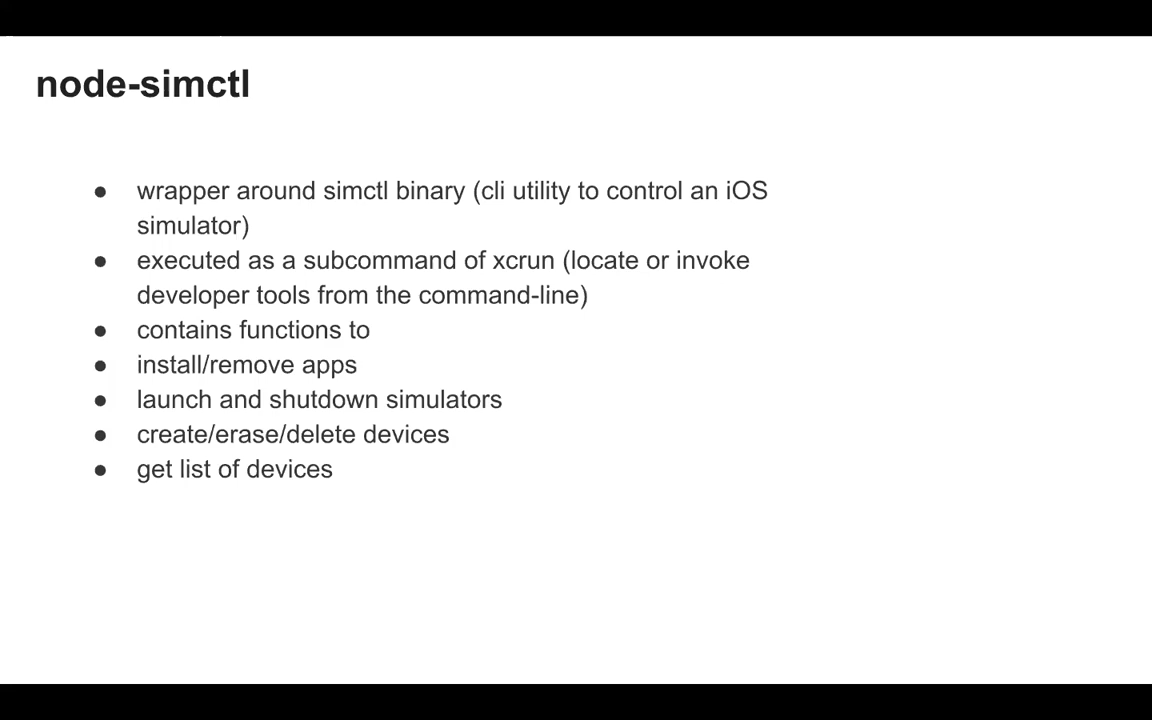 node-simctl
● wrapper around simctl binary (cli utility to control an iOS
simulator)
● executed as a subcommand of xcrun (locate or invoke
developer tools from the command-line)
● contains functions to
● install/remove apps
● launch and shutdown simulators
● create/erase/delete devices
● get list of devices